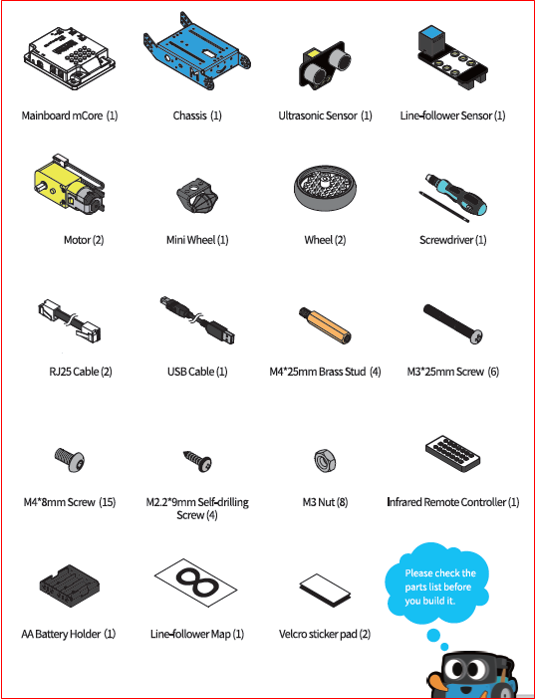 Mainboard mCore (1)
Chassis (1)
Ultrasonic Sensor (1)
Line-follower Sensor (1)
Motor (2)
Mini Wheel (1)
Wheel (2)
Screwdriver (1)
RJ25 Cable (2)
USB Cable (1)
M4*25mm Brass Stud (4)
M3*25mm Screw (6)
M4*8mm Screw (15)
M2.2*9mm Self-drilling
Screw (4)
M3 Nut (8)
Infrared Remote Controller (1)
AA Battery Holder (1)
Line-follower Map (1)
Velcro sticker pad (2)
Please check the
parts list before
you build it.